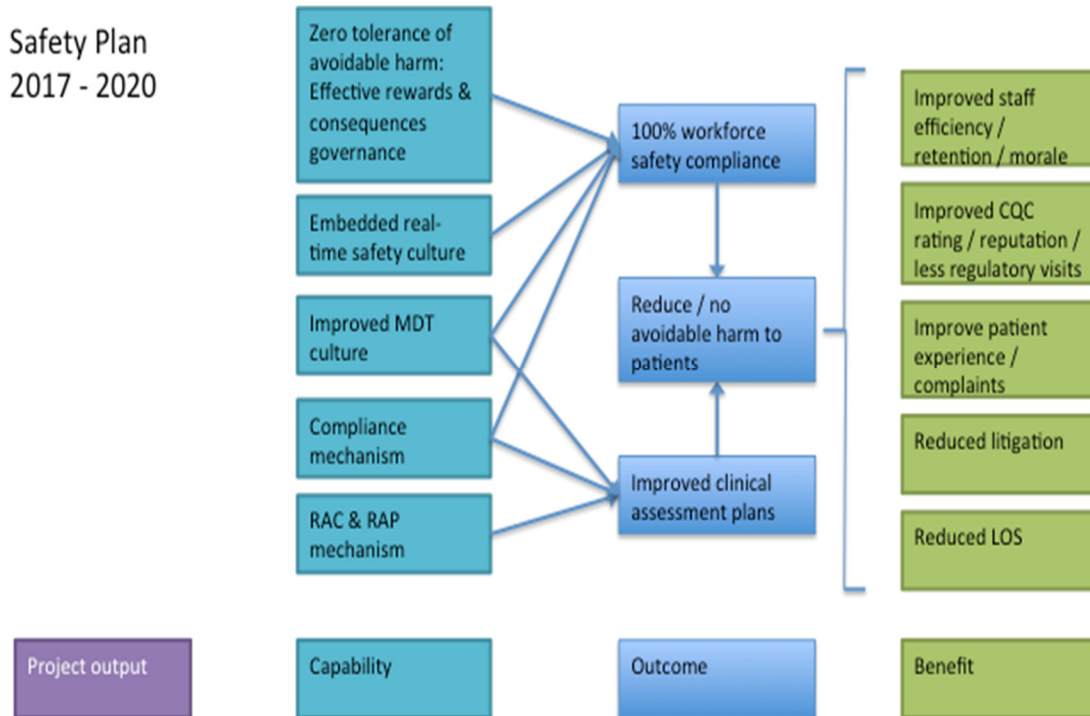 Safety Plan
2017 - 2020
Zero tolerance of
avoidable harm:
Effective rewards &
consequences
governance
Embedded real-
time safety culture
Improved MDT
culture
Compliance
mechanism
RAC & RAP
mechanism
100% workforce
safety compliance
Reduce / no
avoidable harm to
patients
Improved clinical
assessment plans
Improved staff
efficiency /
retention / morale
Improved CQC
rating / reputation /
less regulatory visits
Improve patient
experience /
complaints
Reduced litigation
Reduced LOS
Project output
Capability
Outcome
Benefit